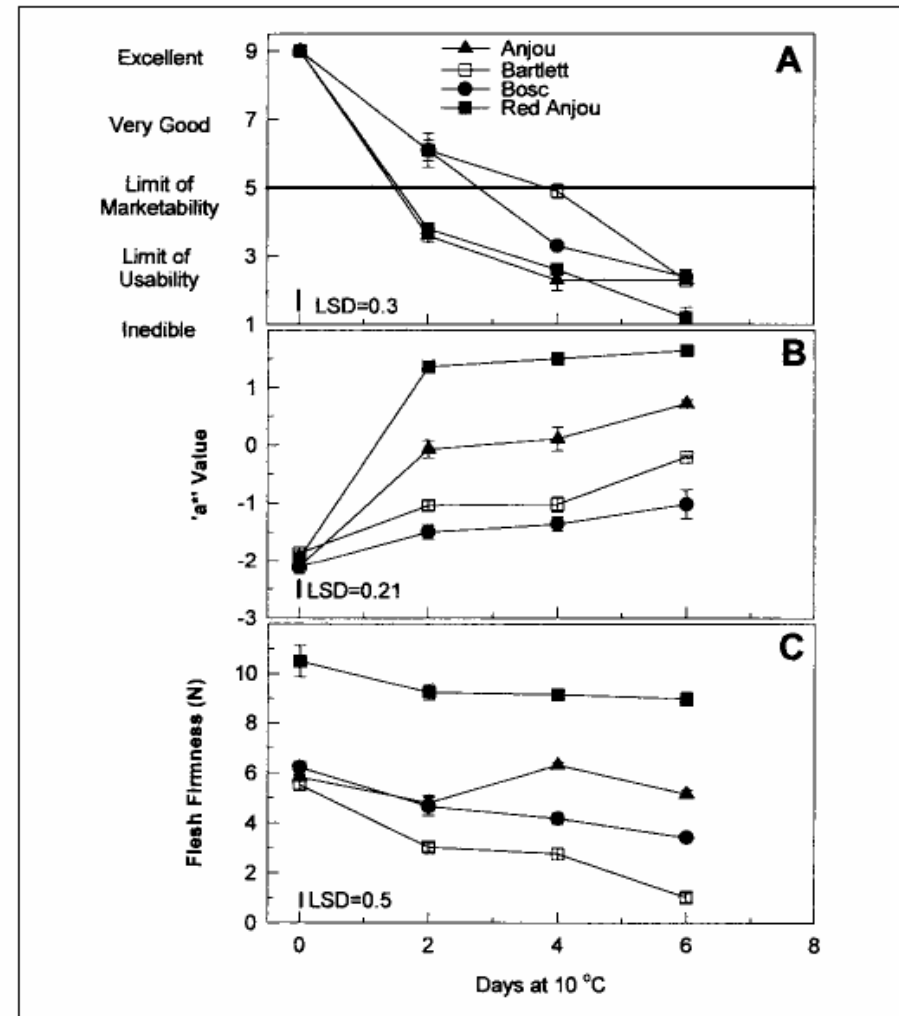 Excellent
Very Good
Limit of
Marketability
Limit of
Usability
Inedible
9
7
5
3
1
Anjou
Bartlett
Bosc
Red Anjou
A
LSD=0.3
'a*' Value
1
0
-1
-2
-3
B
LSD=0.21
Flesh Firmness (N)
10
8
6
4
2
0
C
LSD=0.5
0
2
4
6
8
Days at 10 °C